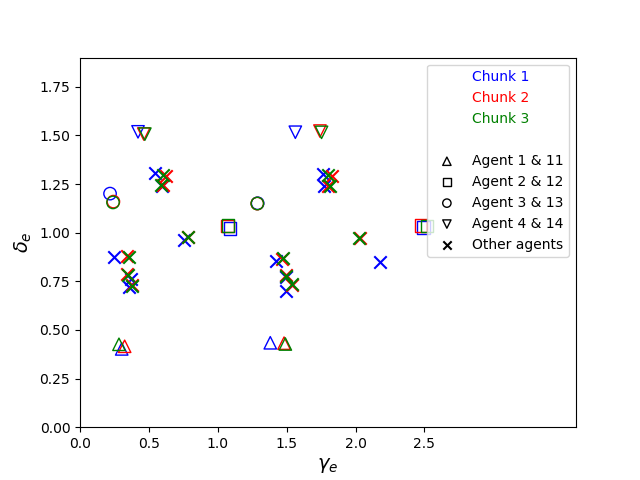 Chunk 1
Chunk 2
Chunk 3
Agent 1 & 11
Agent 2 & 12
Agent 3 & 13
Agent 4 & 14
Other agents
1.75
1.50
1.25
1.00
0.75
0.50
0.25
0.00
δe
0.0 0.5 1.0 1.5 2.0 2.5
γe